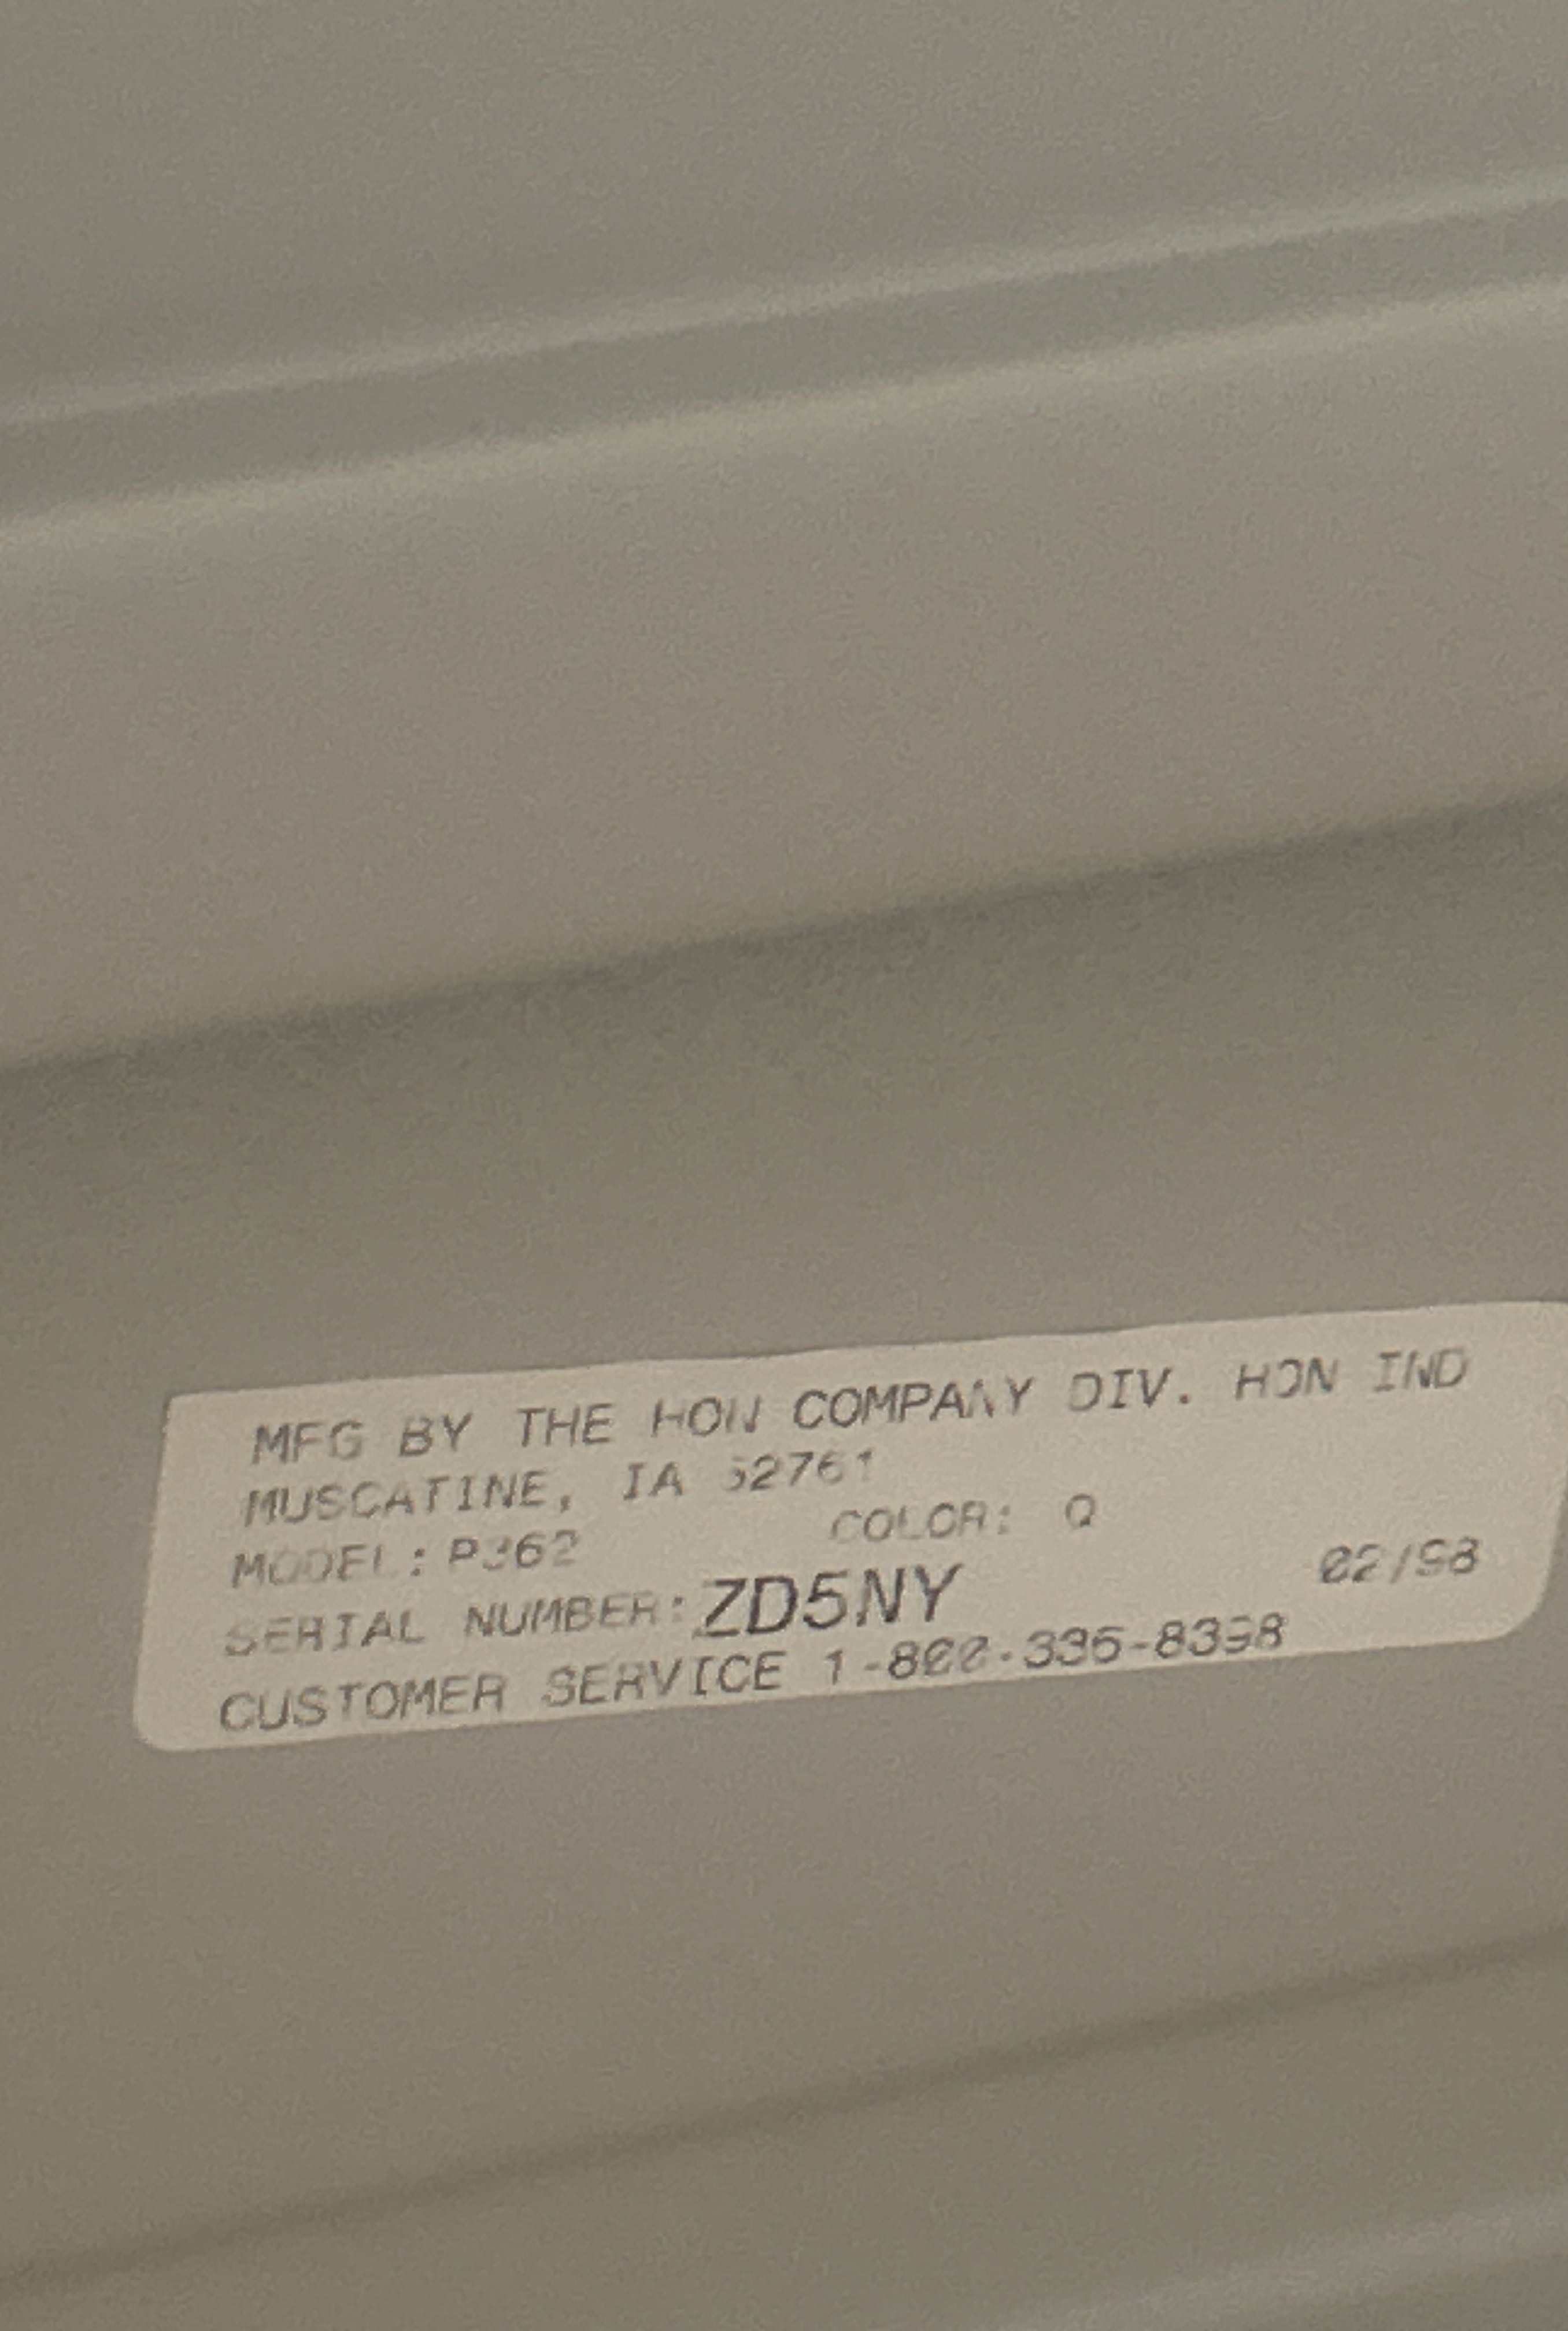 MFG BY THE HON COMPANY DIV. HON IND
MUSCATINE, IA 52761
MODEL: P362 COLOR: Q
02/98
SERIAL NUMBER: ZD5NY
CUSTOMER SERVICE 1-800-336-8398